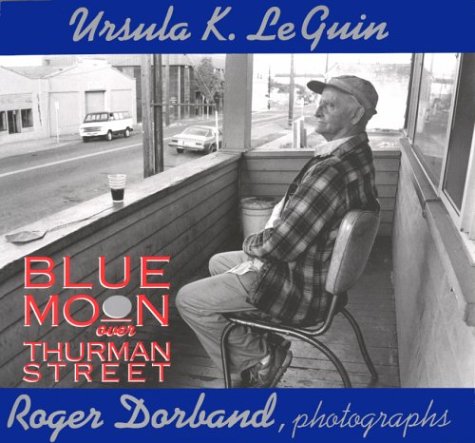 Ursula K. Le Guin
BLUE
MOON
over
THURMAN
STREET
Roger Dorband, photographs